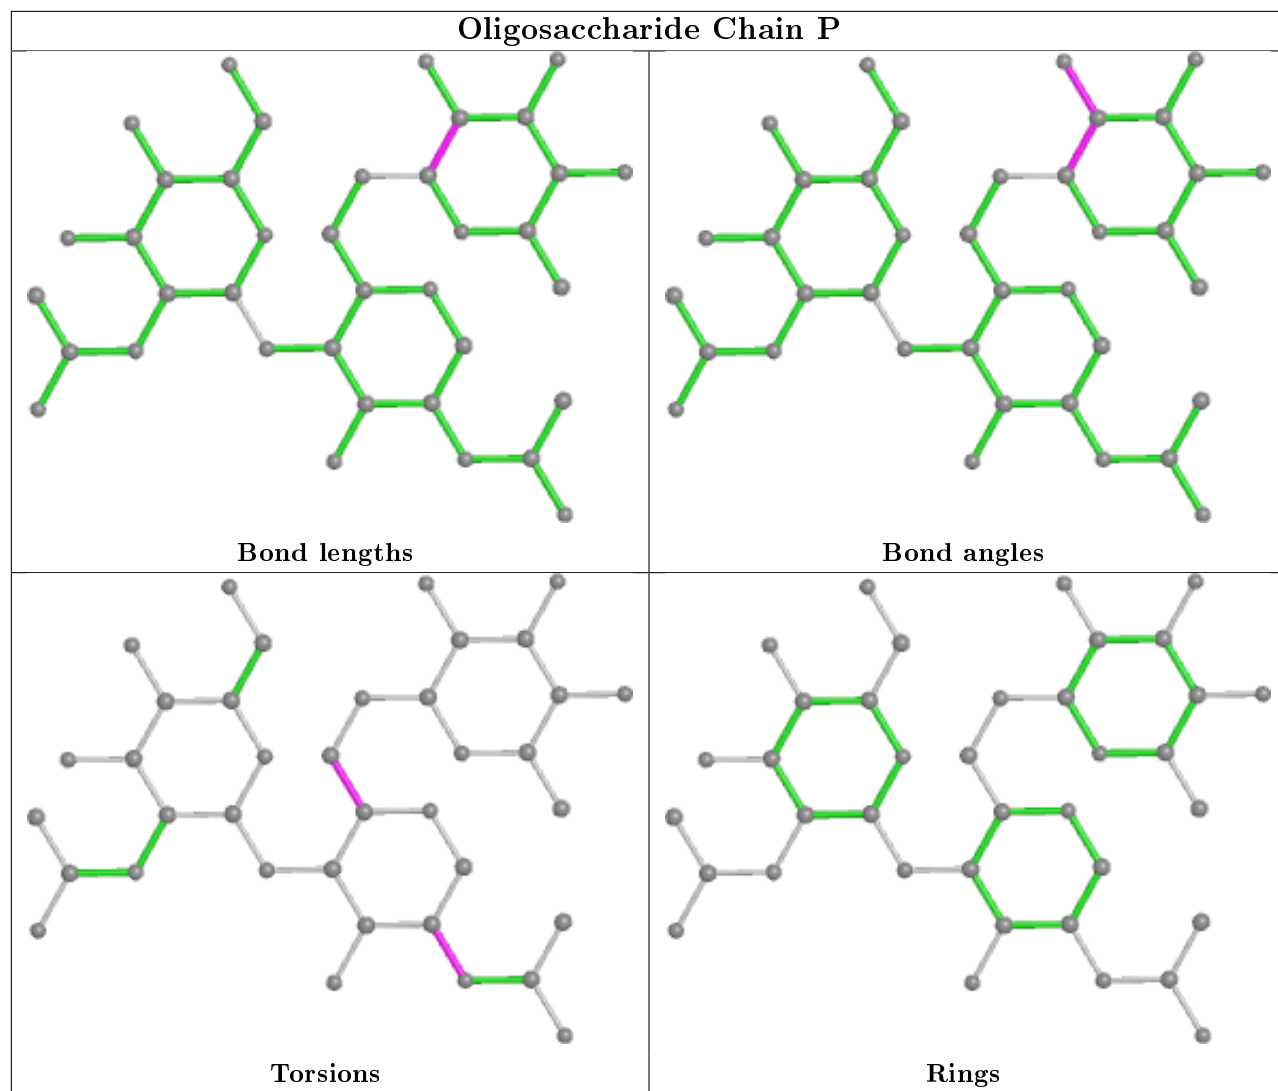 Oligosaccharide Chain P
Bond lengths
Bond angles
Torsions
Rings